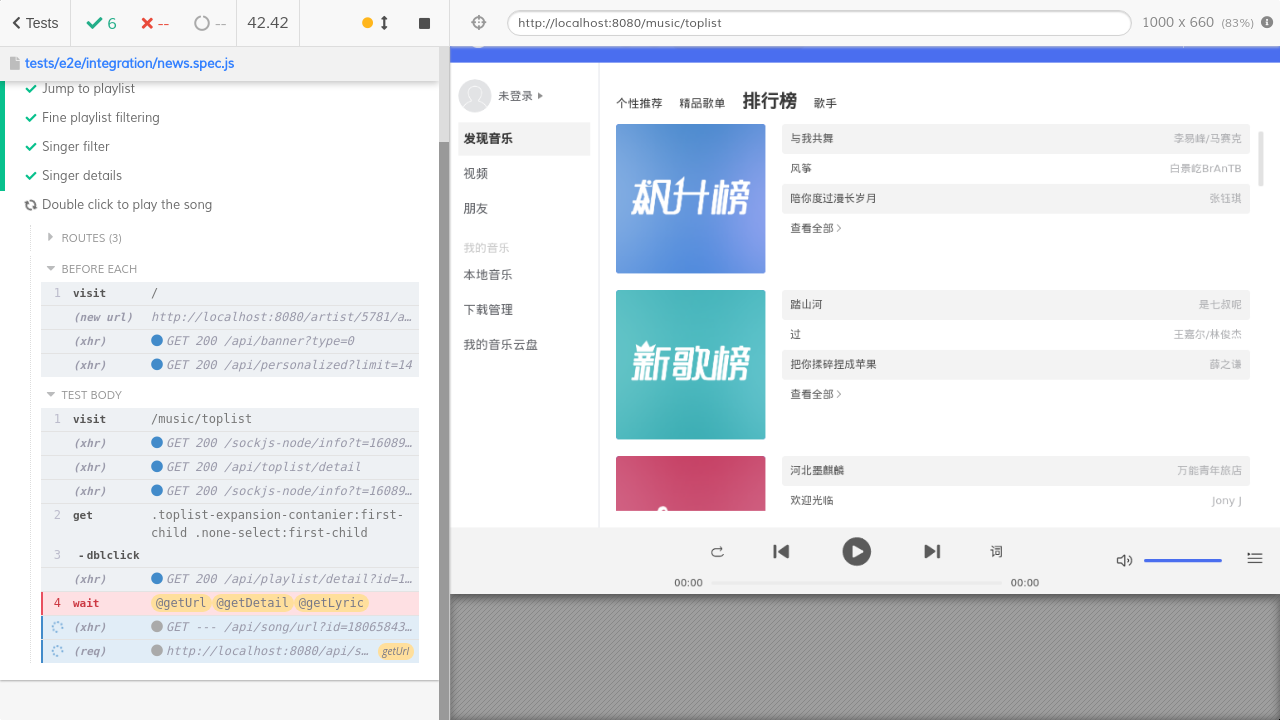 Tests
6
--
--
42.42
http://localhost:8080/music/toplist
1000 x 660 (83%)
tests/e2e/integration/news.spec.js
Jump to playlist
Fine playlist filtering
Singer filter
Singer details
Double click to play the song
ROUTES (3)
BEFORE EACH
1 visit /
(new url) http://localhost:8080/artist/5781/a…
(xhr) GET 200 /api/banner?type=0
(xhr) GET 200 /api/personalized?limit=14
TEST BODY
1 visit /music/toplist
(xhr) GET 200 /sockjs-node/info?t=16089…
(xhr) GET 200 /api/toplist/detail
(xhr) GET 200 /sockjs-node/info?t=16089…
2 get .toplist-expansion-contanier:first-
child .none-select:first-child
3 -dblclick
(xhr) GET 200 /api/playlist/detail?id=1…
4 wait @getUrl @getDetail @getLyric
(xhr) GET --- /api/song/url?id=18065843…
(req) http://localhost:8080/api/s… getUrl
未登录
发现音乐
视频
朋友
我的音乐
本地音乐
下载管理
我的音乐云盘
个性推荐 精品歌单 排行榜 歌手
飙升榜
与我共舞 李易峰/马赛克
风筝 白景屹BrAnTB
陪你度过漫长岁月 张钰琪
查看全部
新歌榜
踏山河 是七叔呢
过 王嘉尔/林俊杰
把你揉碎捏成苹果 薛之谦
查看全部
河北墨麒麟 万能青年旅店
欢迎光临 Jony J
词
00:00 00:00